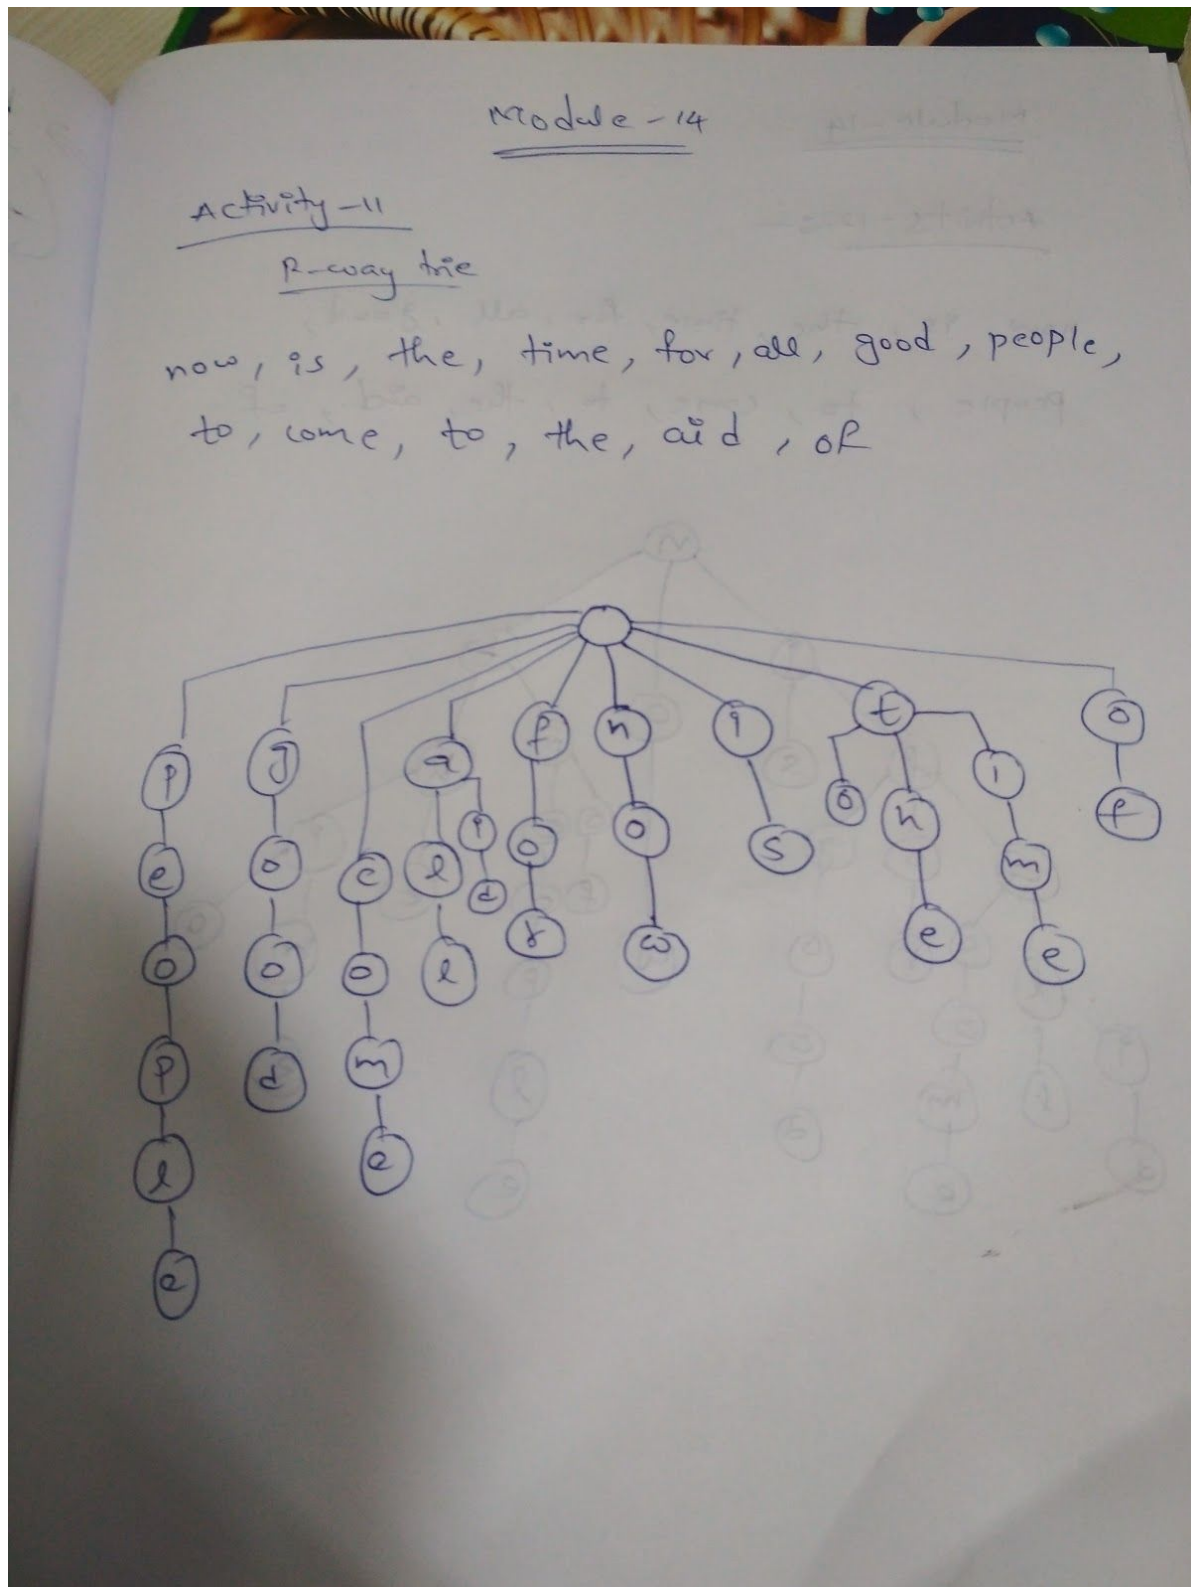 Module - 14
Activity - 11
R-way trie
now, is, the, time, for, all, good, people,
to, come, to, the, aid, of
t o
p g a f n i i
o h f
e o c l i o o s m
d
o o o l r w e e
p d m
l e
e